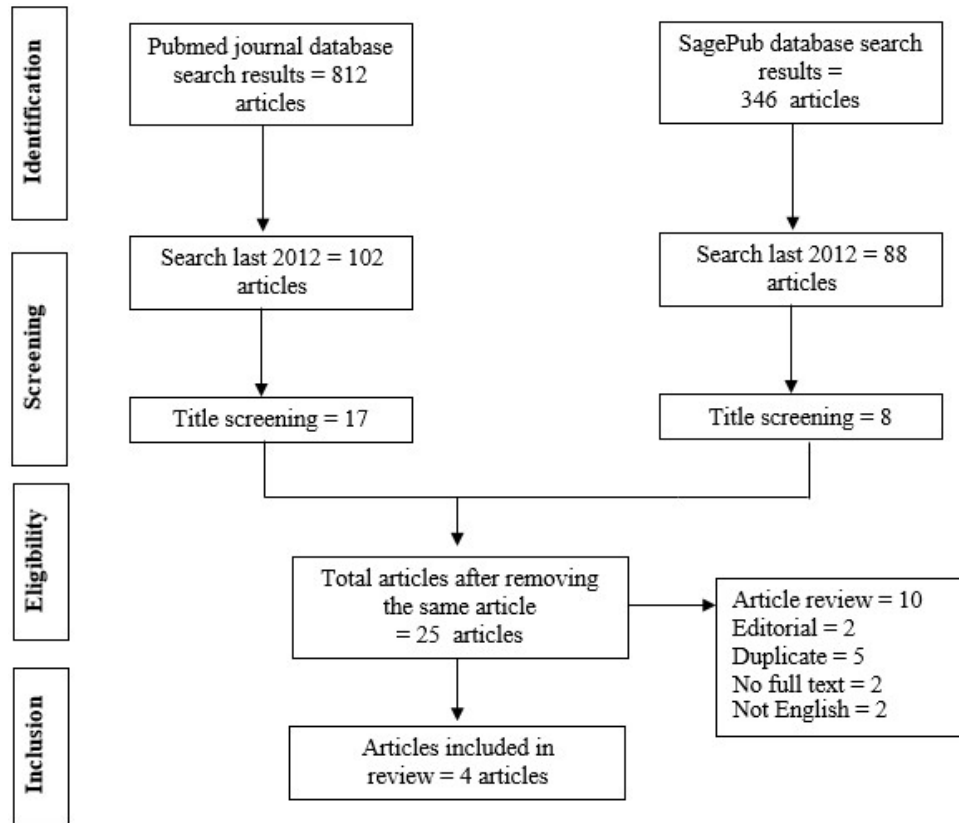 Identification
Pubmed journal database
search results = 812
articles
SagePub database search
results =
346 articles
Screening
Search last 2012 = 102
articles
Search last 2012 = 88
articles
Title screening = 17
Title screening = 8
Eligibility
Total articles after removing
the same article
= 25 articles
Article review = 10
Editorial = 2
Duplicate = 5
No full text = 2
Not English = 2
Inclusion
Articles included in
review = 4 articles